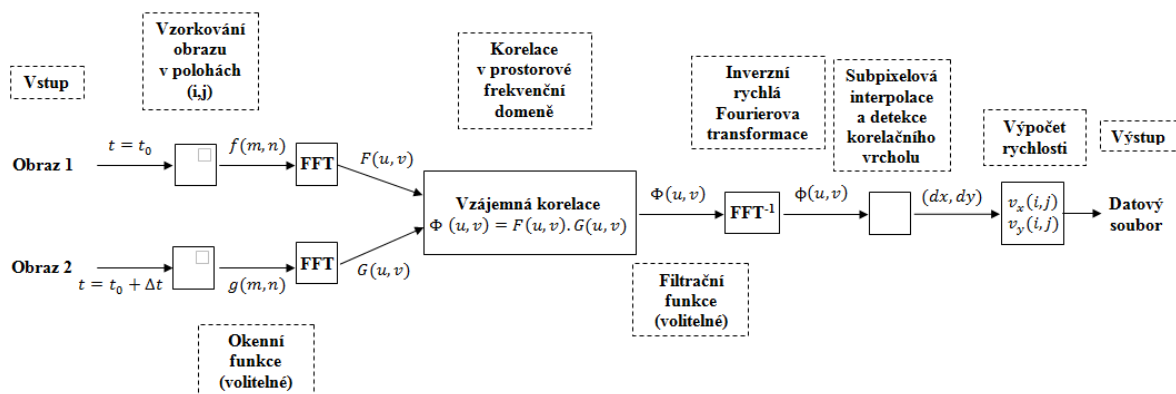 Vstup
Vzorkování
obrazu
v polohách
(i,j)
Korelace
v prostorové
frekvenční
doméně
Inverzní
rychlá
Fourierova
transformace
Subpixelová
interpolace
a detekce
korelačního
vrcholu
Výpočet
rychlosti
Výstup
Obraz 1
t = t₀
f(m,n)
FFT
F(u,v)
Vzájemná korelace
Φ (u,v) = F(u,v). G(u,v)
Φ(u,v)
FFT⁻¹
ϕ(u,v)
(dx,dy)
vₓ(i,j)
v_y(i,j)
Datový
soubor
Obraz 2
t = t₀ + Δt
g(m,n)
FFT
G(u,v)
Okenní
funkce
(volitelné)
Filtrační
funkce
(volitelné)